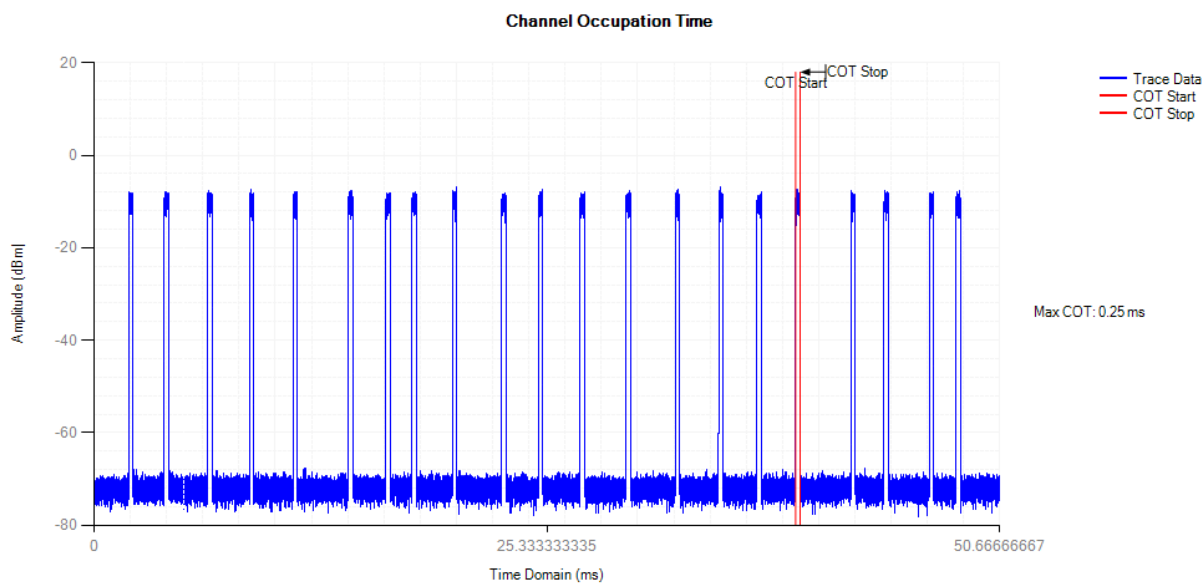 Channel Occupation Time
20
0
-20
-40
-60
-80
Amplitude (dBm)
COT Start
COT Stop
Trace Data
COT Start
COT Stop
Max COT: 0.25 ms
0
25.333333335
50.66666667
Time Domain (ms)